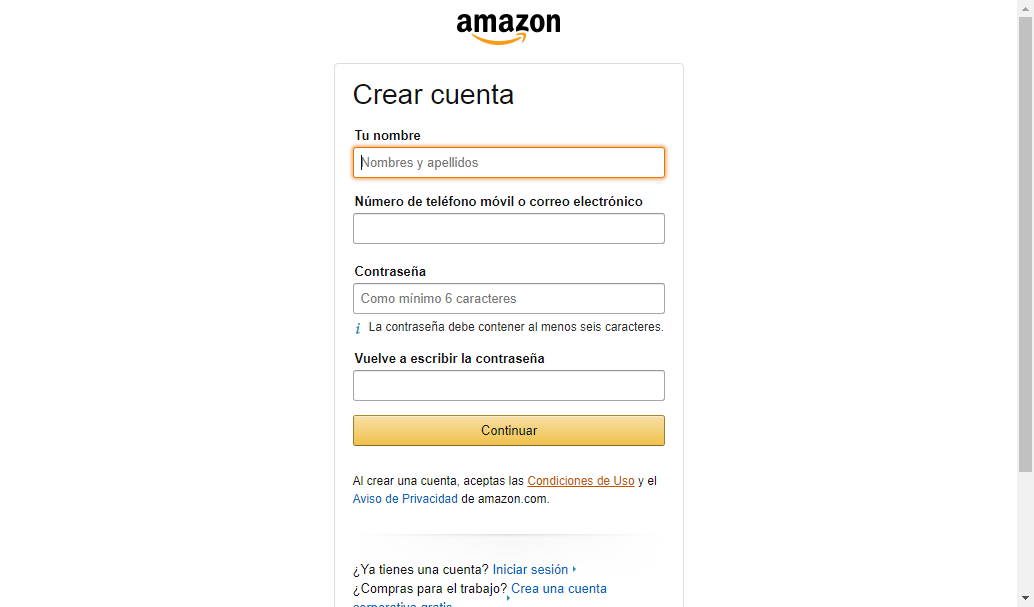 amazon
Crear cuenta
Tu nombre
Nombres y apellidos
Número de teléfono móvil o correo electrónico
Contraseña
Como mínimo 6 caracteres
i La contraseña debe contener al menos seis caracteres.
Vuelve a escribir la contraseña
Continuar
Al crear una cuenta, aceptas las Condiciones de Uso y el
Aviso de Privacidad de amazon.com.
¿Ya tienes una cuenta? Iniciar sesión
¿Compras para el trabajo? Crea una cuenta
corporativa gratis